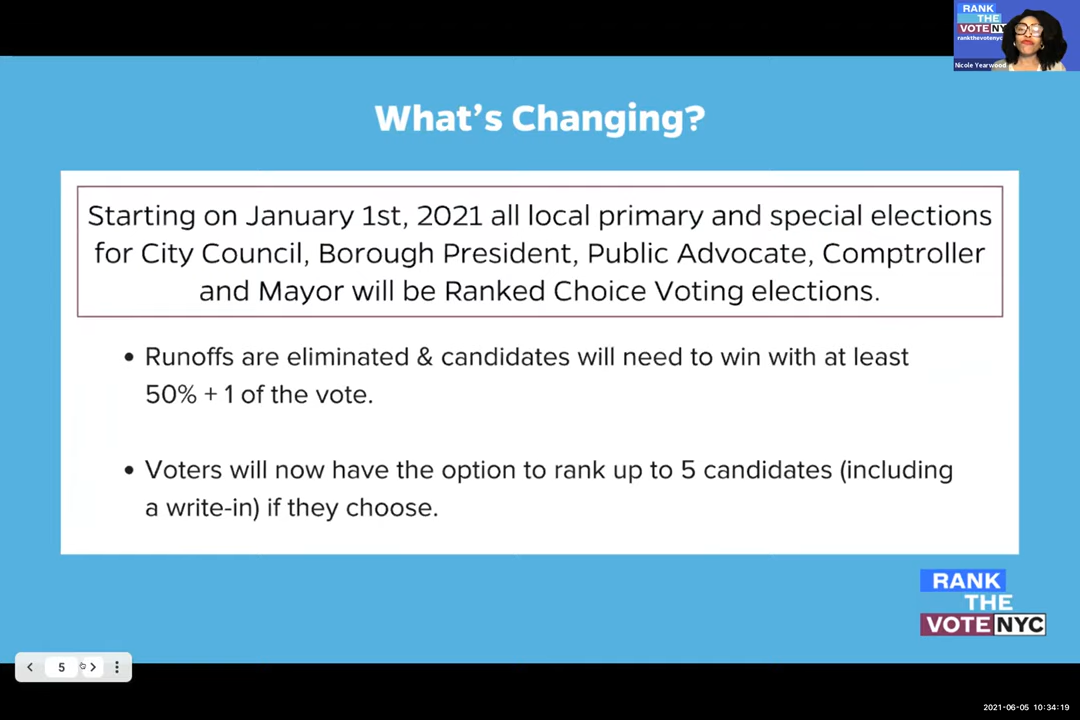 RANK
THE
VOTE NYC
rankthevotenyc
Nicole Yearwood
What's Changing?
Starting on January 1st, 2021 all local primary and special elections
for City Council, Borough President, Public Advocate, Comptroller
and Mayor will be Ranked Choice Voting elections.
• Runoffs are eliminated & candidates will need to win with at least
50% + 1 of the vote.
• Voters will now have the option to rank up to 5 candidates (including
a write-in) if they choose.
RANK
THE
VOTE NYC
5
2021-06-05 10:34:19